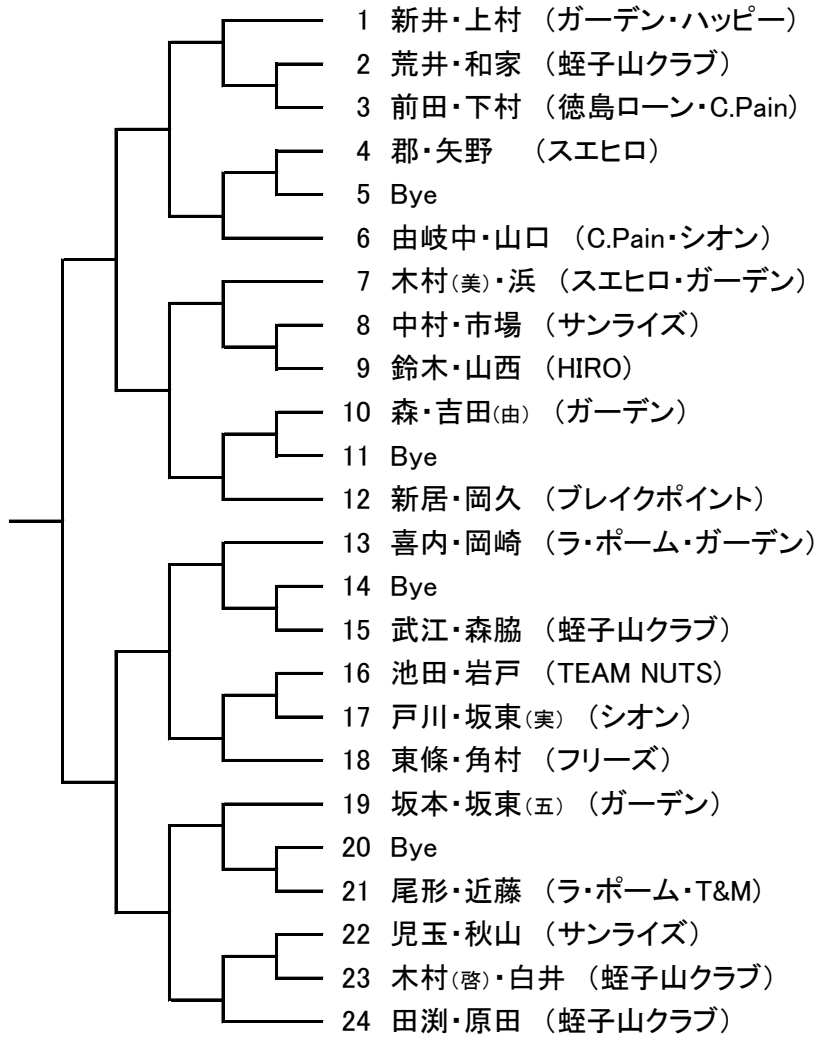 1 新井・上村 （ガーデン・ハッピー）
2 荒井・和家 （蛭子山クラブ）
3 前田・下村 （徳島ローン・C.Pain）
4 郡・矢野 （スエヒロ）
5 Bye
6 由岐中・山口 （C.Pain・シオン）
7 木村（美）・浜 （スエヒロ・ガーデン）
8 中村・市場 （サンライズ）
9 鈴木・山西 （HIRO）
10 森・吉田（由） （ガーデン）
11 Bye
12 新居・岡久 （ブレイクポイント）
13 喜内・岡崎 （ラ・ポーム・ガーデン）
14 Bye
15 武江・森脇 （蛭子山クラブ）
16 池田・岩戸 （TEAM NUTS）
17 戸川・坂東（実） （シオン）
18 東條・角村 （フリーズ）
19 坂本・坂東（五） （ガーデン）
20 Bye
21 尾形・近藤 （ラ・ポーム・T&M）
22 児玉・秋山 （サンライズ）
23 木村（啓）・白井 （蛭子山クラブ）
24 田渕・原田 （蛭子山クラブ）